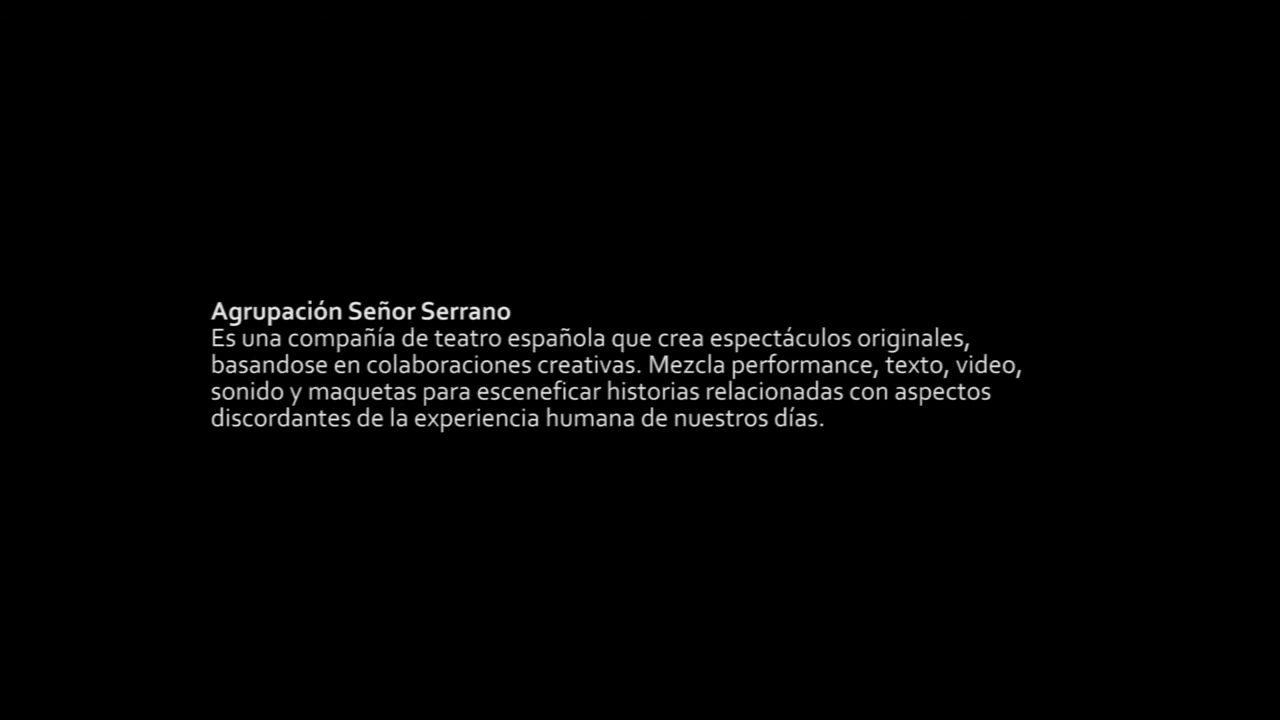 Agrupación Señor Serrano
Es una compañía de teatro española que crea espectáculos originales,
basandose en colaboraciones creativas. Mezcla performance, texto, video,
sonido y maquetas para esceneficar historias relacionadas con aspectos
discordantes de la experiencia humana de nuestros días.